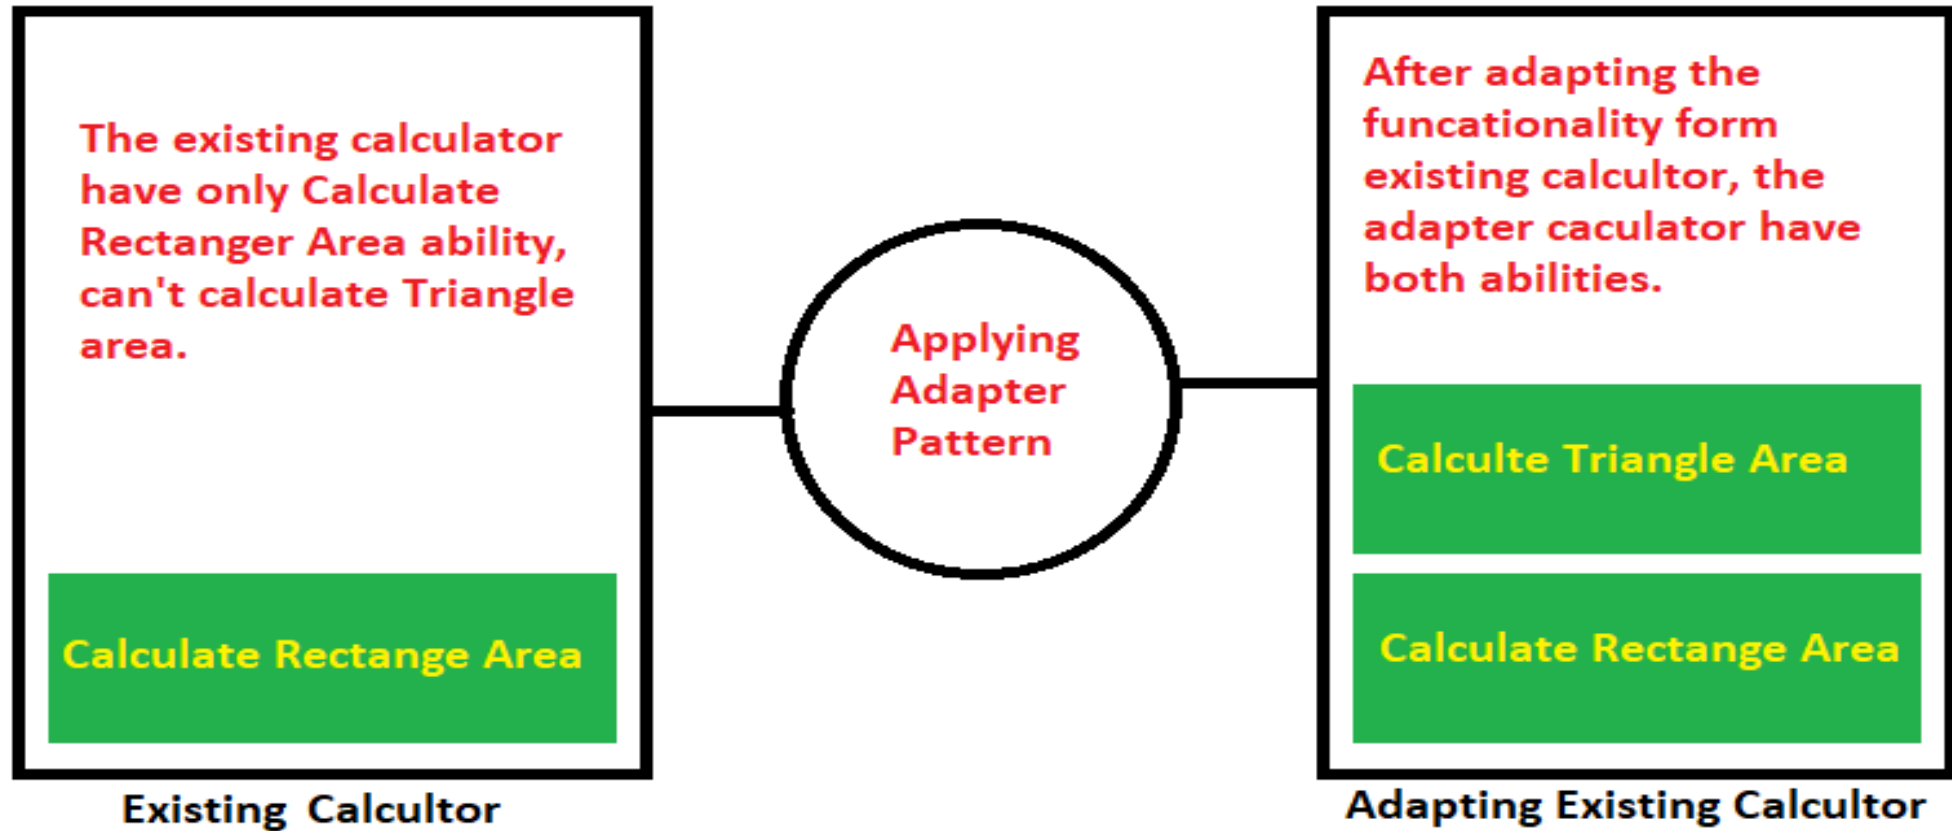 The existing calculator
have only Calculate
Rectanger Area ability,
can't calculate Triangle
area.
Calculate Rectange Area
Existing Calcultor
Applying
Adapter
Pattern
After adapting the
funcationality form
existing calcultor, the
adapter caculator have
both abilities.
Calculte Triangle Area
Calculate Rectange Area
Adapting Existing Calcultor